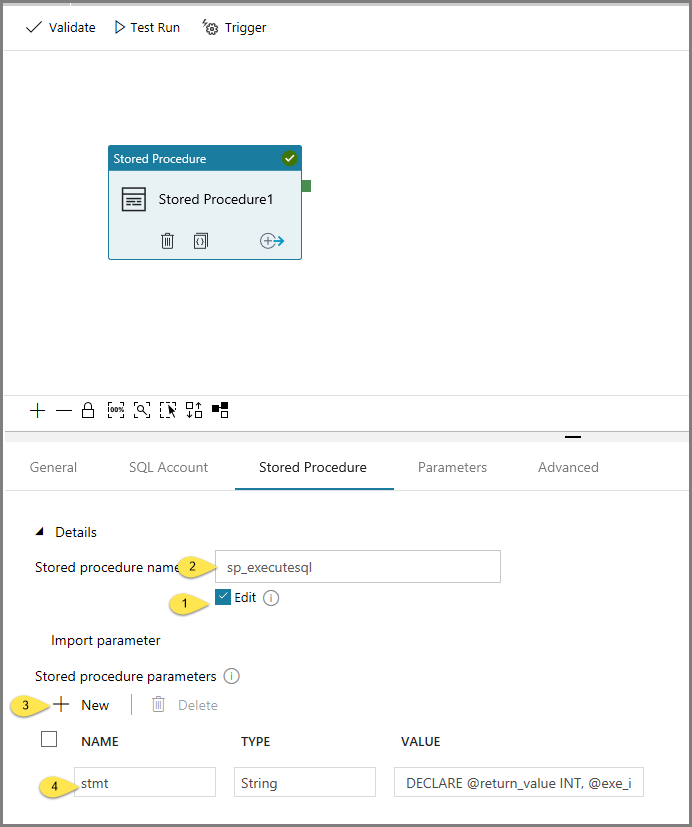 Validate Test Run Trigger
Stored Procedure
Stored Procedure1
100%
General SQL Account Stored Procedure Parameters Advanced
Details
Stored procedure name 2 sp_executesql
1 Edit
Import parameter
Stored procedure parameters
3 New Delete
NAME TYPE VALUE
4 stmt String DECLARE @return_value INT, @exe_i